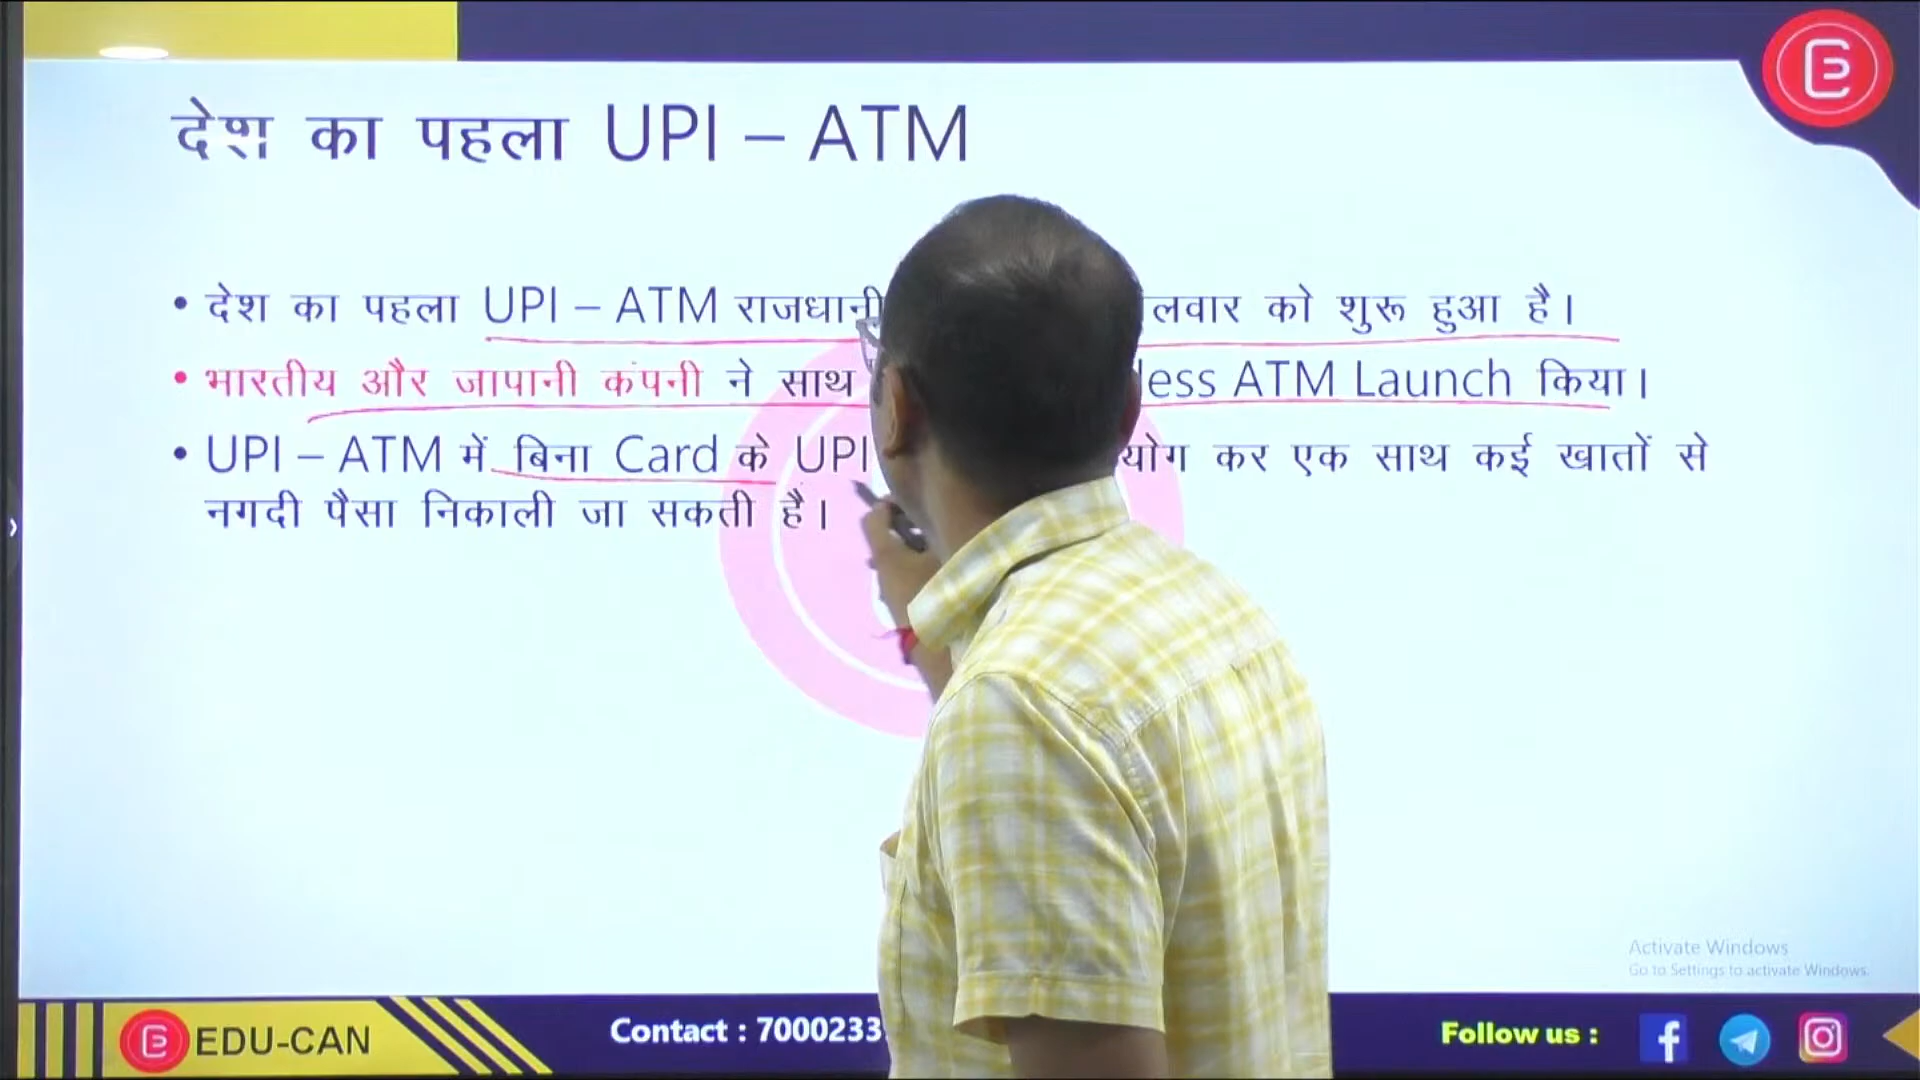 देश का पहला UPI – ATM
• देश का पहला UPI – ATM राजधानी लवार को शुरू हुआ है।
• भारतीय और जापानी कंपनी ने साथ less ATM Launch किया।
• UPI – ATM में बिना Card के UPI योग कर एक साथ कई खातों से
नगदी पैसा निकाली जा सकती है।
Activate Windows
Go to Settings to activate Windows.
EDU-CAN
Contact : 7000233
Follow us :